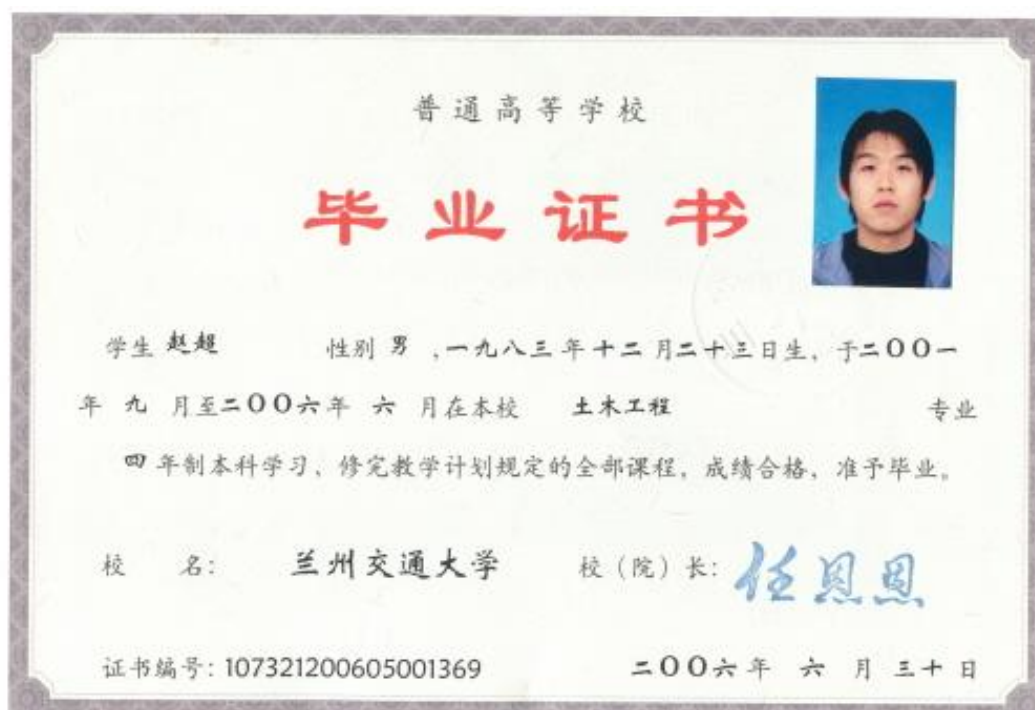 普通高等学校
毕业证书
学生 赵超 性别 男 ,一九八三年十二月二十三日生, 于二〇〇一
年 九 月至二〇〇六年 六 月在本校 土木工程 专业
四 年制本科学习、修完教学计划规定的全部课程, 成绩合格, 准予毕业。
校 名: 兰州交通大学 校(院)长: 任恩恩
证书编号: 107321200605001369 二〇〇六年 六 月 三十日